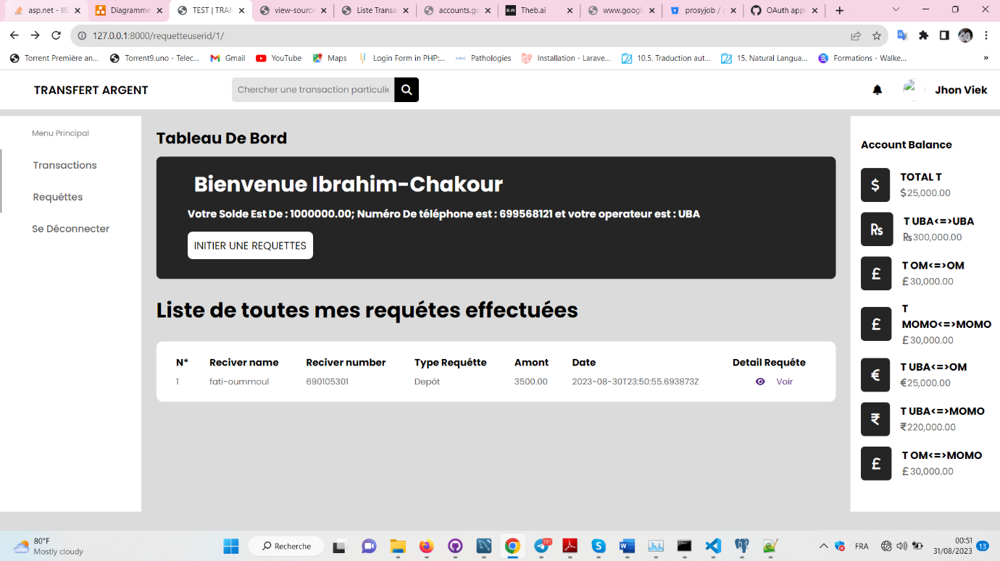 asp.net - IIS
Diagramme
TEST | TRAN
view-source
Liste Transa
accounts.go
Theb.ai
www.googl
prosyjob /
OAuth appl
127.0.0.1:8000/requetteuserid/1/
Torrent Première an...
Torrent9.uno - Telec...
Gmail
YouTube
Maps
Login Form in PHP:...
Pathologies
Installation - Larave...
10.5. Traduction aut...
15. Natural Langua...
Formations - Walke...
»
TRANSFERT ARGENT
Chercher une transaction particuliè
Jhon Viek
Menu Principal
Transactions
Requéttes
Se Déconnecter
Tableau De Bord
Bienvenue Ibrahim-Chakour
Votre Solde Est De : 1000000.00; Numéro De téléphone est : 699568121 et votre operateur est : UBA
INITIER UNE REQUETTES
Liste de toutes mes requétes effectuées
N* Reciver name Reciver number Type Requétte Amont Date Detail Requéte
1 fati-oummoul 690105301 Depôt 3500.00 2023-08-30T23:50:55.693873Z Voir
Account Balance
$ TOTAL T
$25,000.00
₨ T UBA<=>UBA
₨300,000.00
£ T OM<=>OM
£30,000.00
T
£ MOMO<=>MOMO
£30,000.00
€ T UBA<=>OM
€25,000.00
₹ T UBA<=>MOMO
₹220,000.00
£ T OM<=>MOMO
£30,000.00
80°F
Mostly cloudy
Recherche
181
FRA
00:51
31/08/2023
13